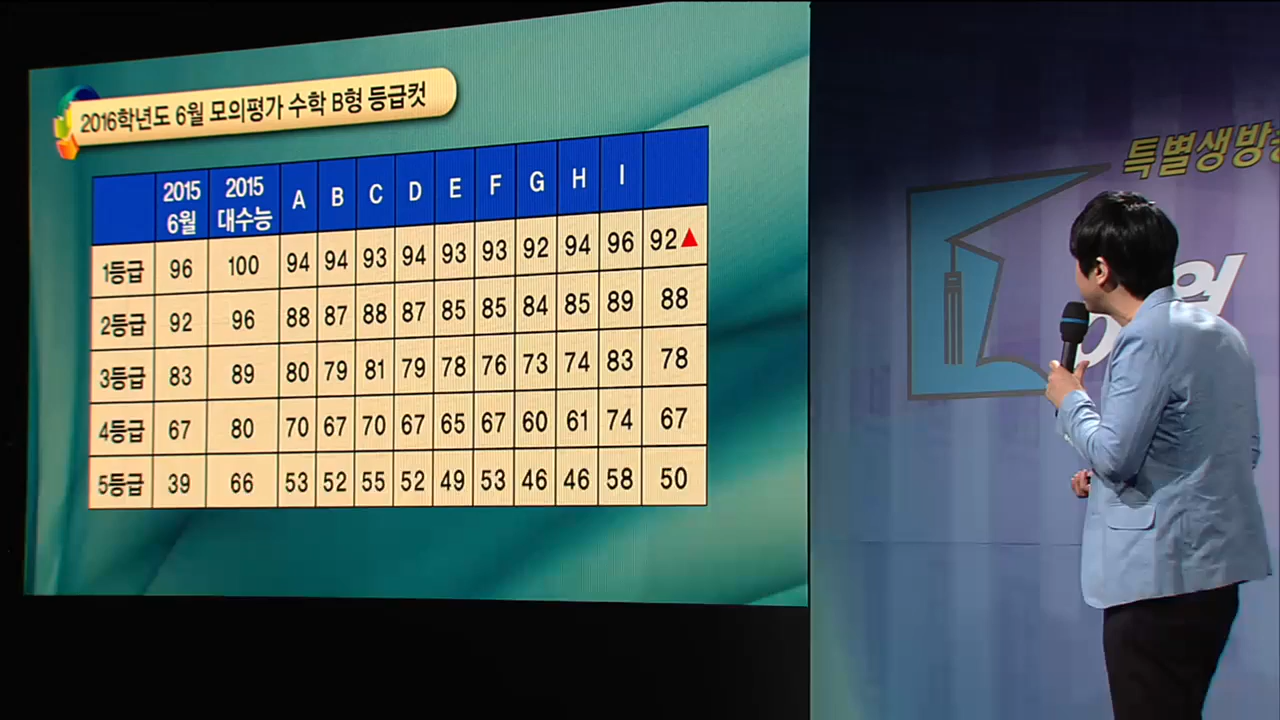 2016학년도 6월 모의평가 수학 B형 등급컷
2015 6월 2015 대수능 A B C D E F G H I
1등급 96 100 94 94 93 94 93 93 92 94 96 92▲
2등급 92 96 88 87 88 87 85 85 84 85 89 88
3등급 83 89 80 79 81 79 78 76 73 74 83 78
4등급 67 80 70 67 70 67 65 67 60 61 74 67
5등급 39 66 53 52 55 52 49 53 46 46 58 50
특별생방
월